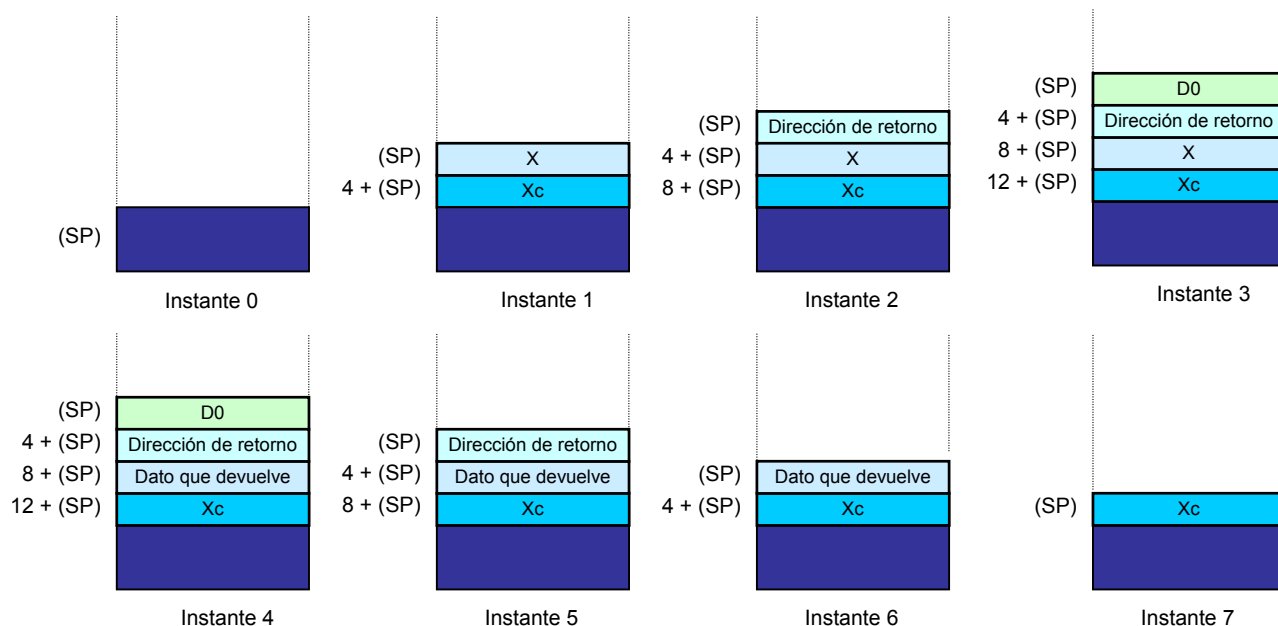 (SP)
Instante 0
(SP) X
4 + (SP) Xc
Instante 1
(SP) Dirección de retorno
4 + (SP) X
8 + (SP) Xc
Instante 2
(SP) D0
4 + (SP) Dirección de retorno
8 + (SP) X
12 + (SP) Xc
Instante 3
(SP) D0
4 + (SP) Dirección de retorno
8 + (SP) Dato que devuelve
12 + (SP) Xc
Instante 4
(SP) Dirección de retorno
4 + (SP) Dato que devuelve
8 + (SP) Xc
Instante 5
(SP) Dato que devuelve
4 + (SP) Xc
Instante 6
(SP) Xc
Instante 7